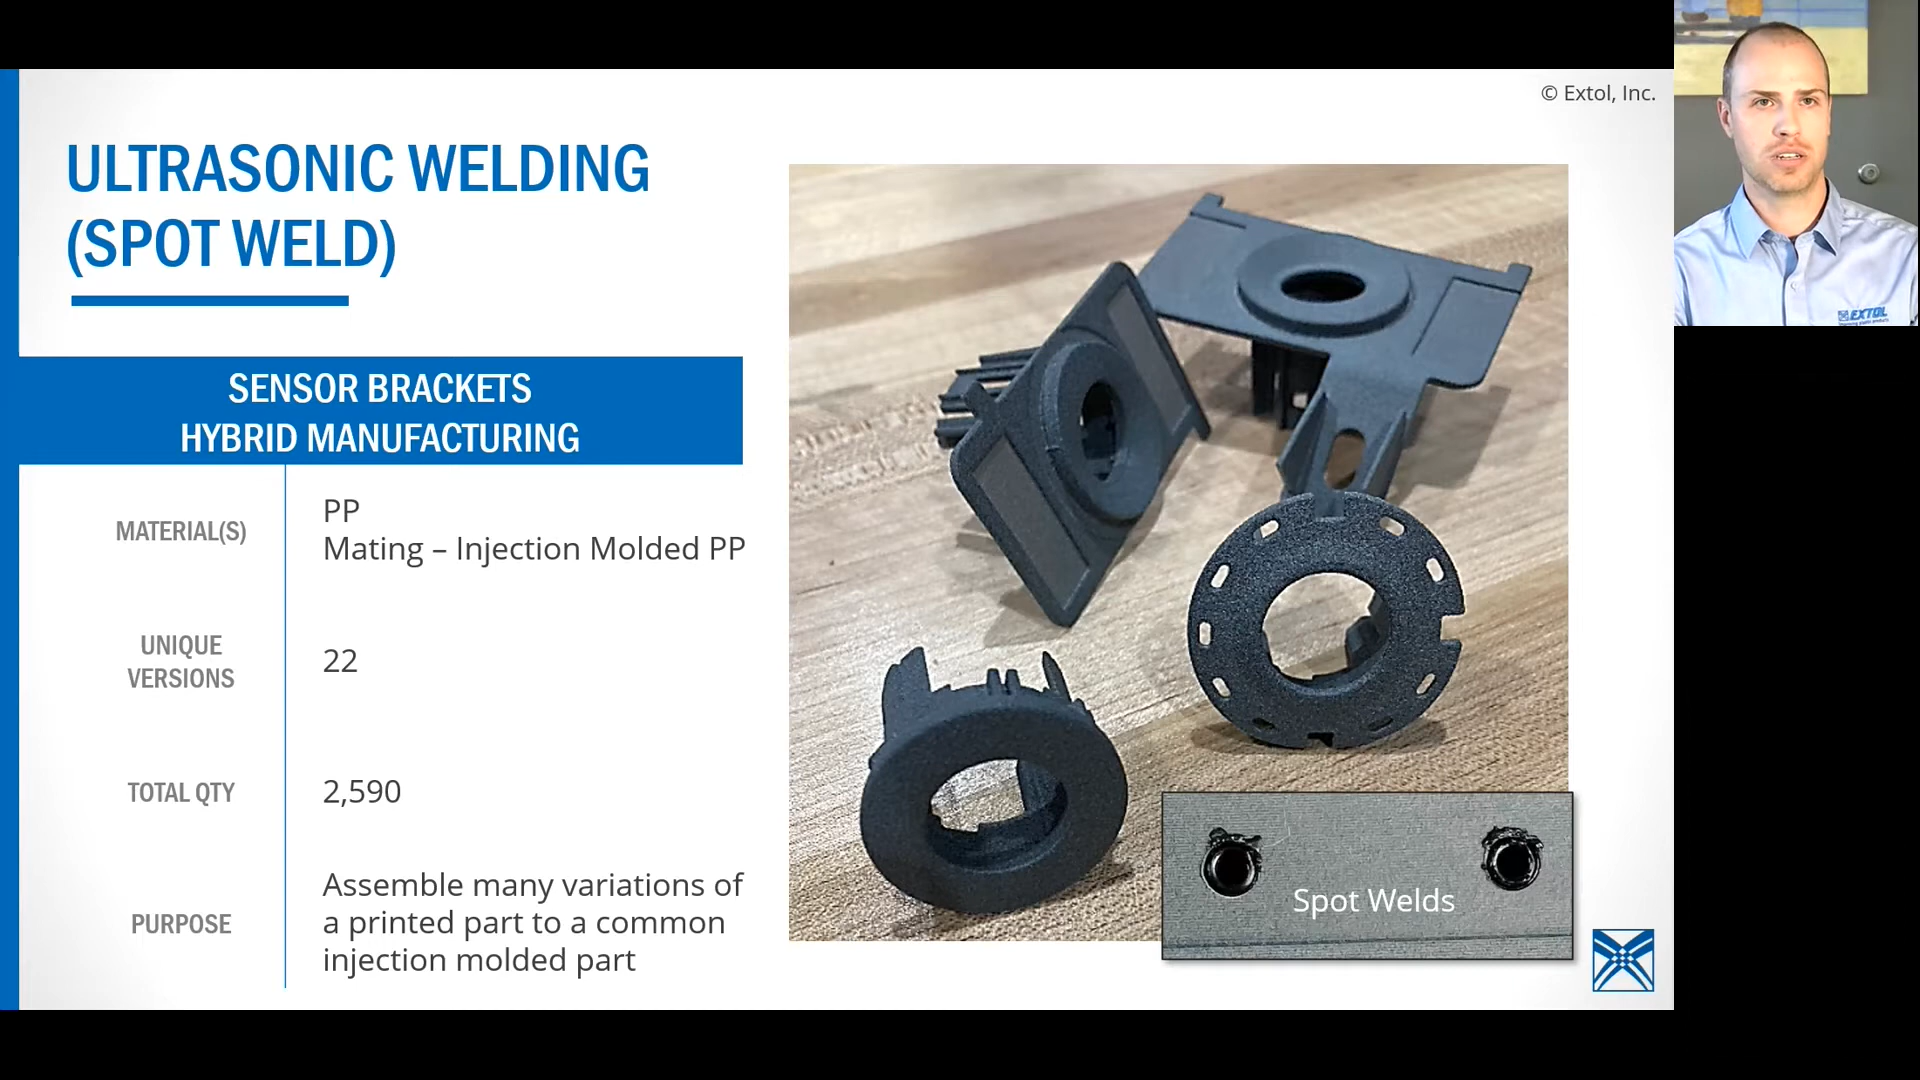 © Extol, Inc.
ULTRASONIC WELDING
(SPOT WELD)
SENSOR BRACKETS
HYBRID MANUFACTURING
MATERIAL(S)
PP
Mating – Injection Molded PP
UNIQUE
VERSIONS
22
TOTAL QTY
2,590
PURPOSE
Assemble many variations of
a printed part to a common
injection molded part
Spot Welds
EXTOL